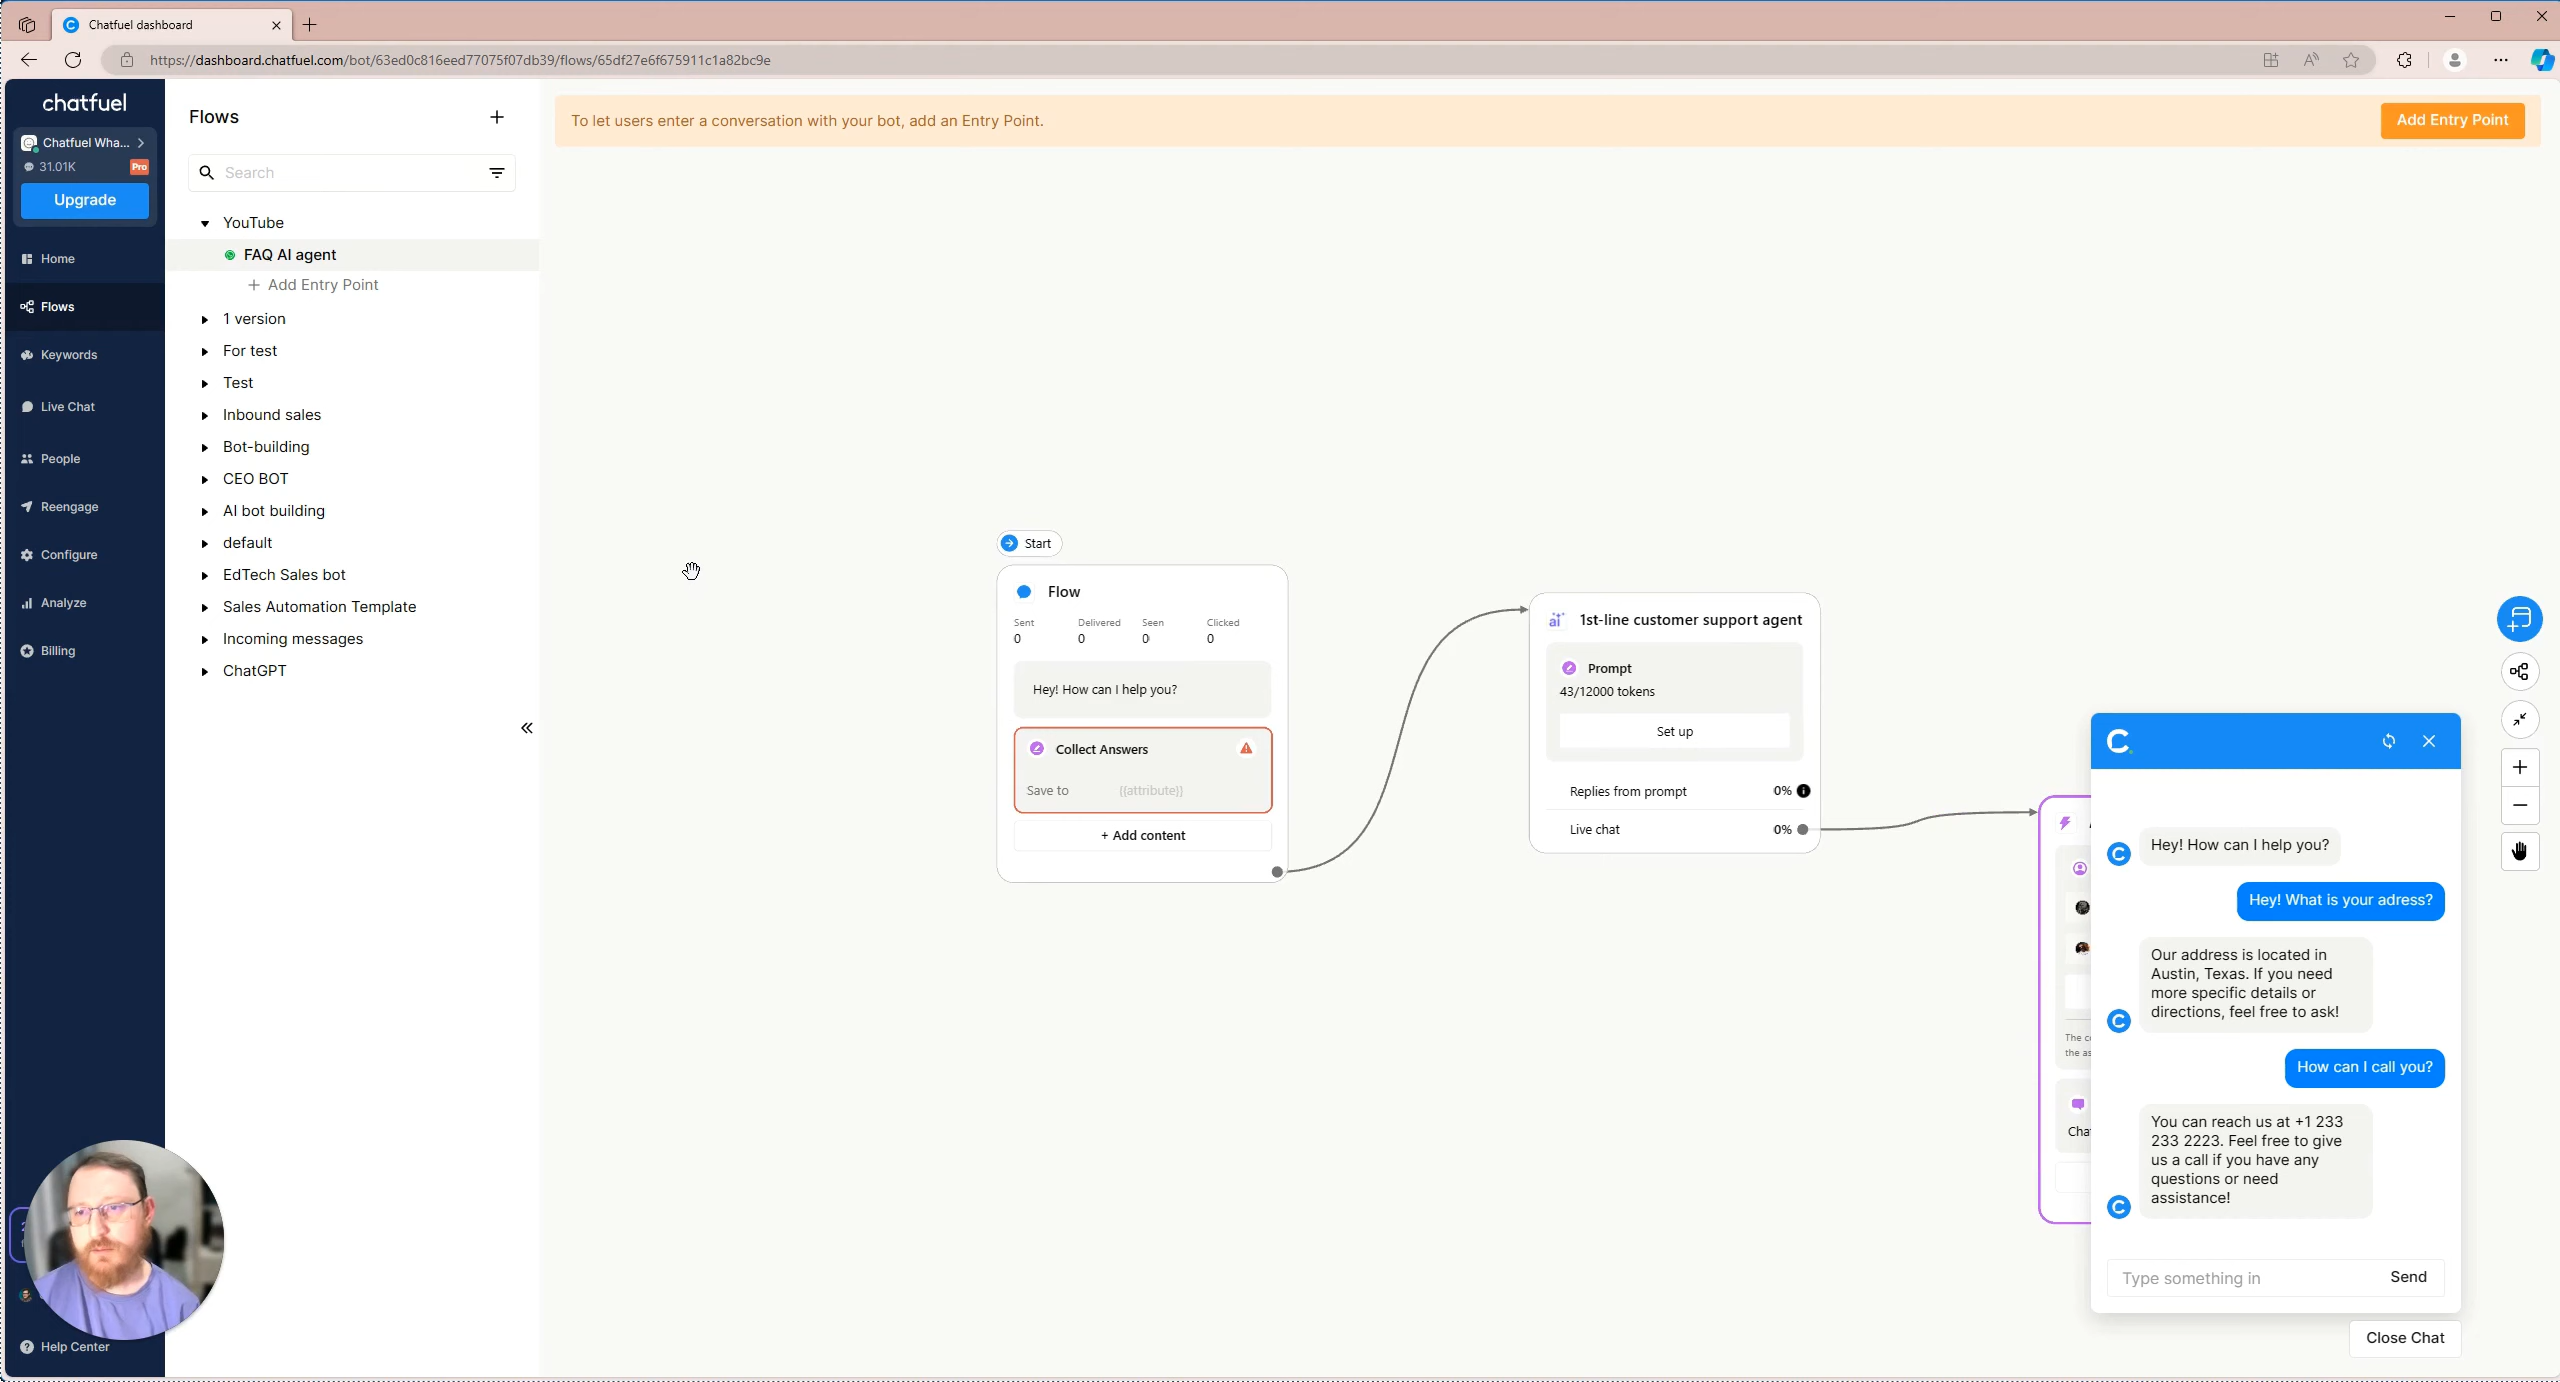 Chatfuel dashboard
https://dashboard.chatfuel.com/bot/63ed0c816eed77075f07db39/flows/65df27e6f675911c1a82bc9e
chatfuel
Chatfuel Wha...
31.01K
Pro
Upgrade
Home
Flows
Keywords
Live Chat
People
Reengage
Configure
Analyze
Billing
Help Center
Flows
Search
YouTube
FAQ AI agent
+ Add Entry Point
1 version
For test
Test
Inbound sales
Bot-building
CEO BOT
AI bot building
default
EdTech Sales bot
Sales Automation Template
Incoming messages
ChatGPT
To let users enter a conversation with your bot, add an Entry Point.
Add Entry Point
Start
Flow
Sent Delivered Seen Clicked
0 0 0 0
Hey! How can I help you?
Collect Answers
Save to {{attribute}}
+ Add content
ai 1st-line customer support agent
Prompt
43/12000 tokens
Set up
Replies from prompt 0%
Live chat 0%
Hey! How can I help you?
Hey! What is your adress?
Our address is located in
Austin, Texas. If you need
more specific details or
directions, feel free to ask!
How can I call you?
You can reach us at +1 233
233 2223. Feel free to give
us a call if you have any
questions or need
assistance!
Type something in
Send
Close Chat